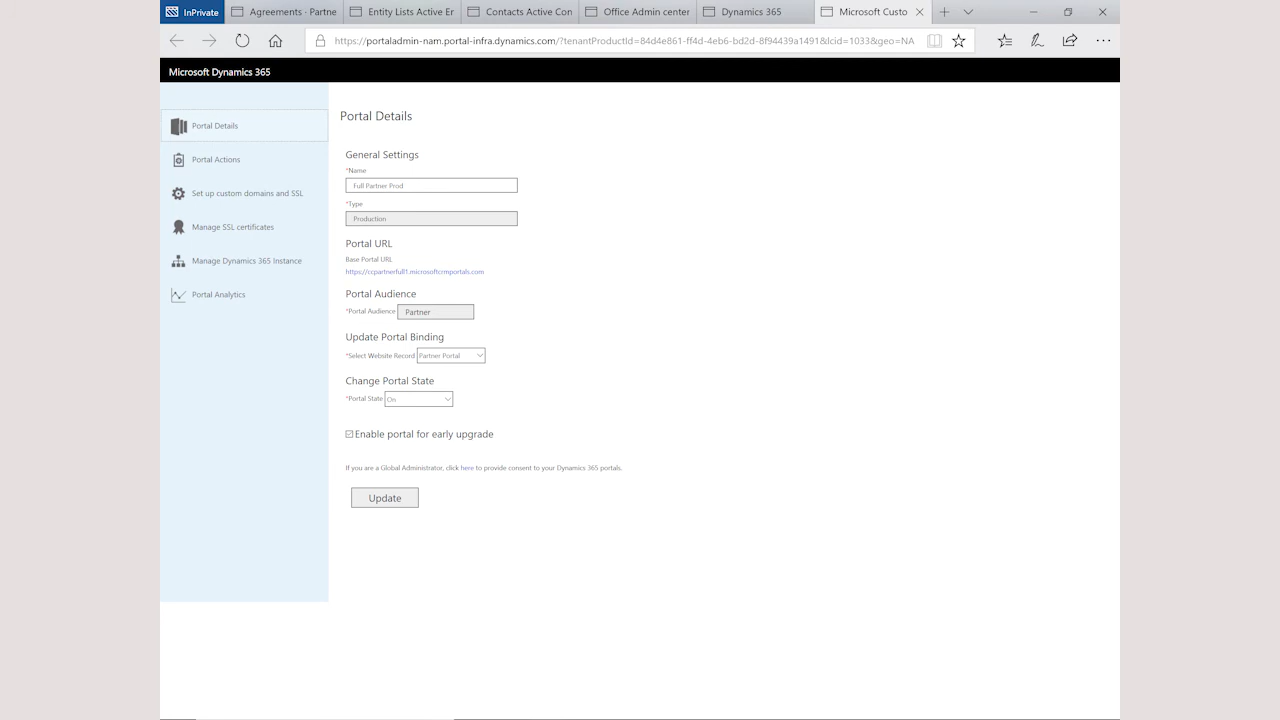 InPrivate
Agreements · Partne
Entity Lists Active Er
Contacts Active Con
Office Admin center
Dynamics 365
Microsoft Custo
https://portaladmin-nam.portal-infra.dynamics.com/?tenantProductId=84d4e861-ff4d-4eb6-bd2d-8f94439a1491&lcid=1033&geo=NA
Microsoft Dynamics 365
Portal Details
Portal Actions
Set up custom domains and SSL
Manage SSL certificates
Manage Dynamics 365 Instance
Portal Analytics
Portal Details
General Settings
*Name
Full Partner Prod
*Type
Production
Portal URL
Base Portal URL
https://ccpartnerfull1.microsoftcrmportals.com
Portal Audience
*Portal Audience Partner
Update Portal Binding
*Select Website Record Partner Portal
Change Portal State
*Portal State On
Enable portal for early upgrade
If you are a Global Administrator, click here to provide consent to your Dynamics 365 portals.
Update